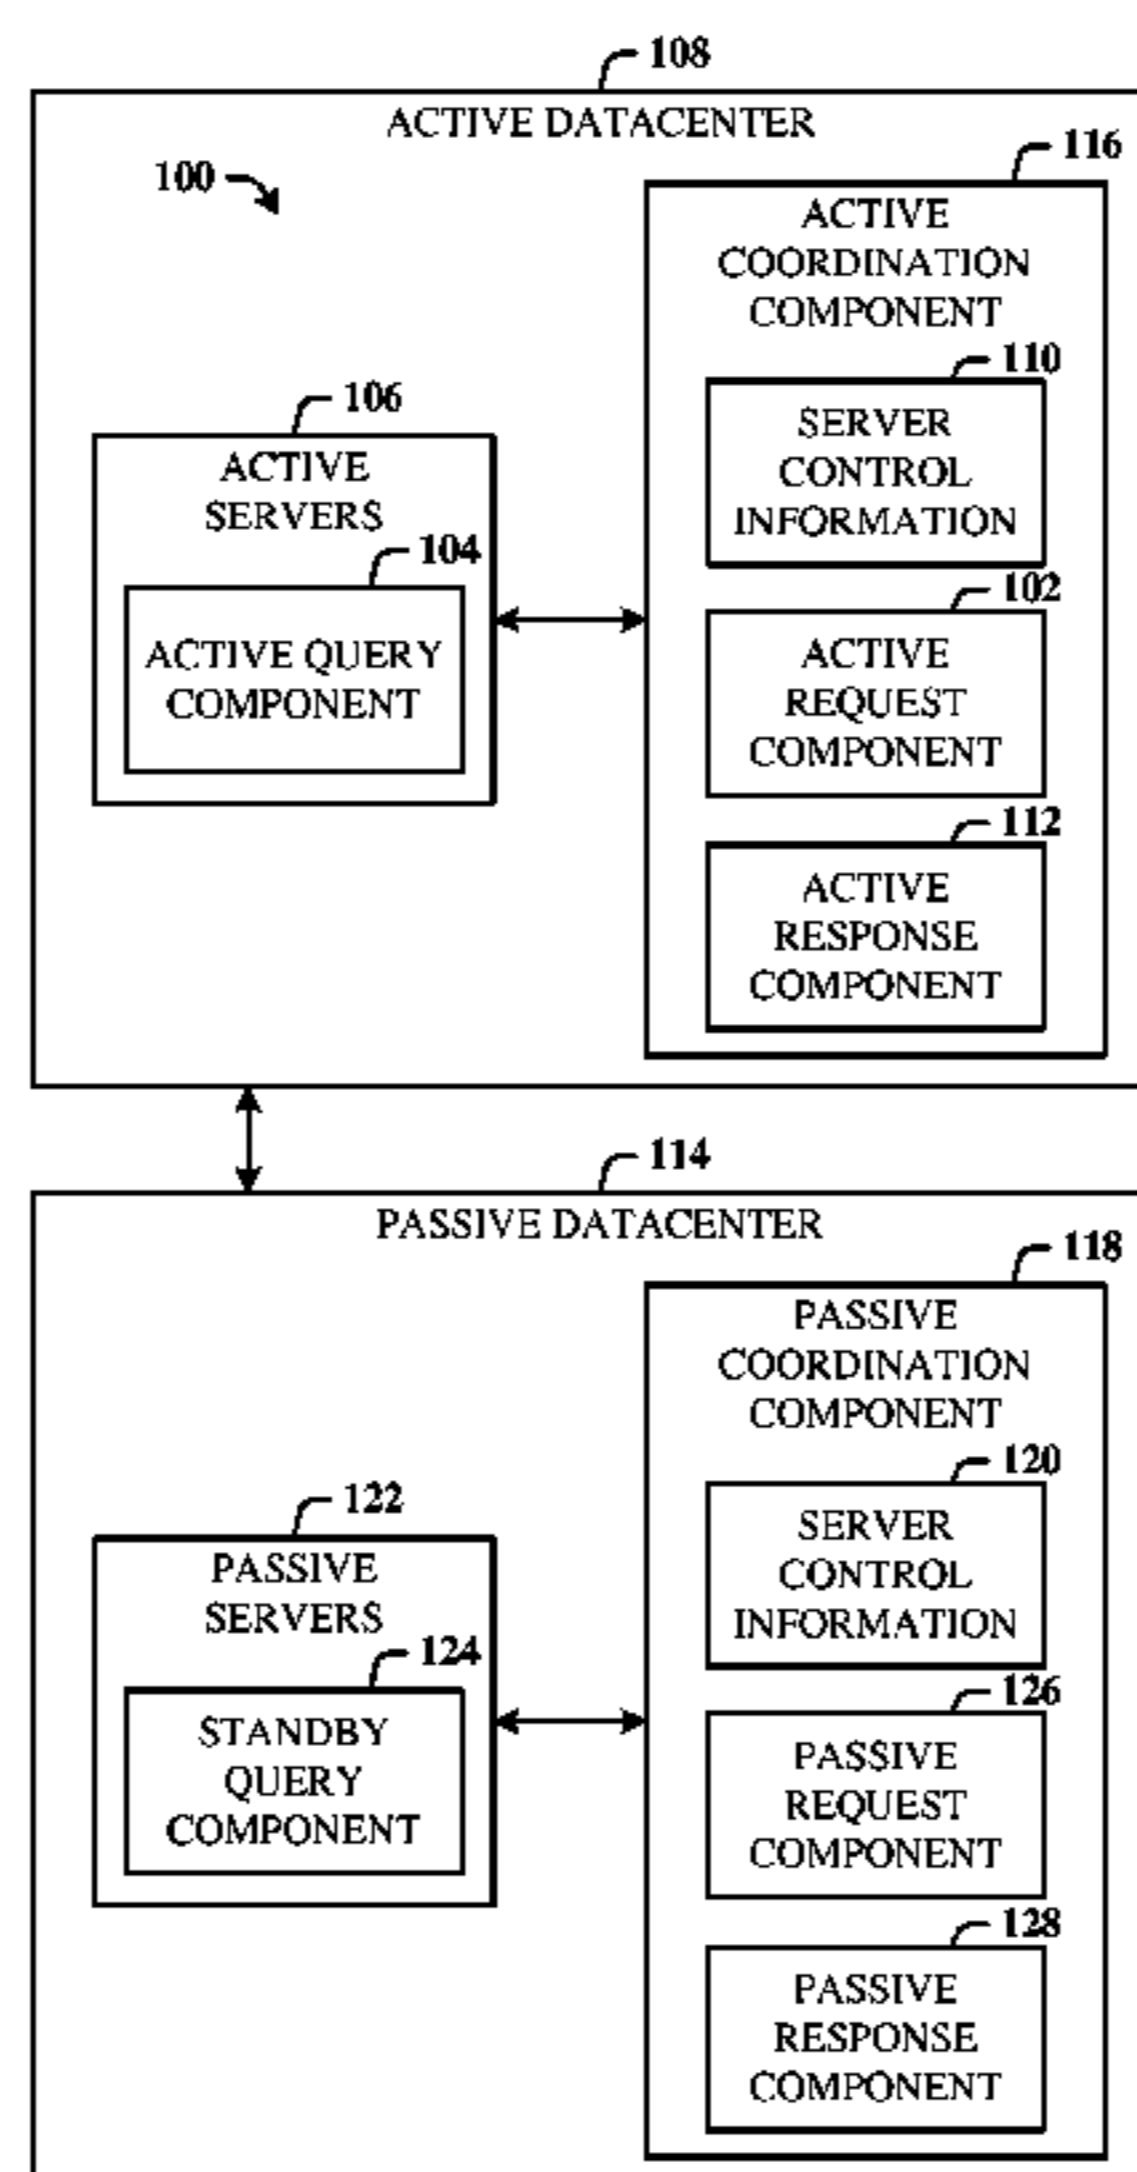 108
ACTIVE DATACENTER
100
116
ACTIVE
COORDINATION
COMPONENT
110
SERVER
CONTROL
INFORMATION
106
ACTIVE
SERVERS
104
ACTIVE QUERY
COMPONENT
102
ACTIVE
REQUEST
COMPONENT
112
ACTIVE
RESPONSE
COMPONENT
114
PASSIVE DATACENTER
118
PASSIVE
COORDINATION
COMPONENT
120
SERVER
CONTROL
INFORMATION
122
PASSIVE
SERVERS
124
STANDBY
QUERY
COMPONENT
126
PASSIVE
REQUEST
COMPONENT
128
PASSIVE
RESPONSE
COMPONENT